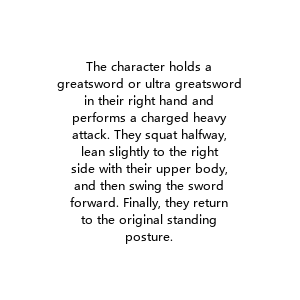 The character holds a
greatsword or ultra greatsword
in their right hand and
performs a charged heavy
attack. They squat halfway,
lean slightly to the right
side with their upper body,
and then swing the sword
forward. Finally, they return
to the original standing
posture.